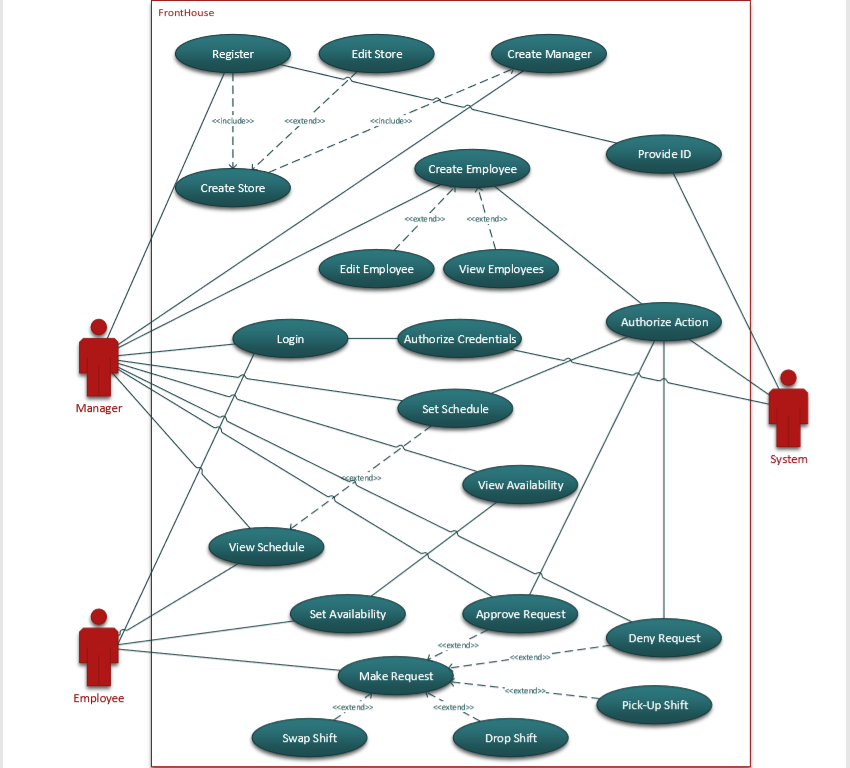 FrontHouse
Register
Edit Store
Create Manager
<<include>>
<<extend>>
<<include>>
Provide ID
Create Employee
Create Store
<<extend>>
<<extend>>
Edit Employee
View Employees
Authorize Action
Login
Authorize Credentials
Manager
Set Schedule
System
<<extend>>
View Availability
View Schedule
Set Availability
Approve Request
Deny Request
<<extend>>
<<extend>>
Make Request
<<extend>>
Employee
Pick-Up Shift
<<extend>>
<<extend>>
Swap Shift
Drop Shift